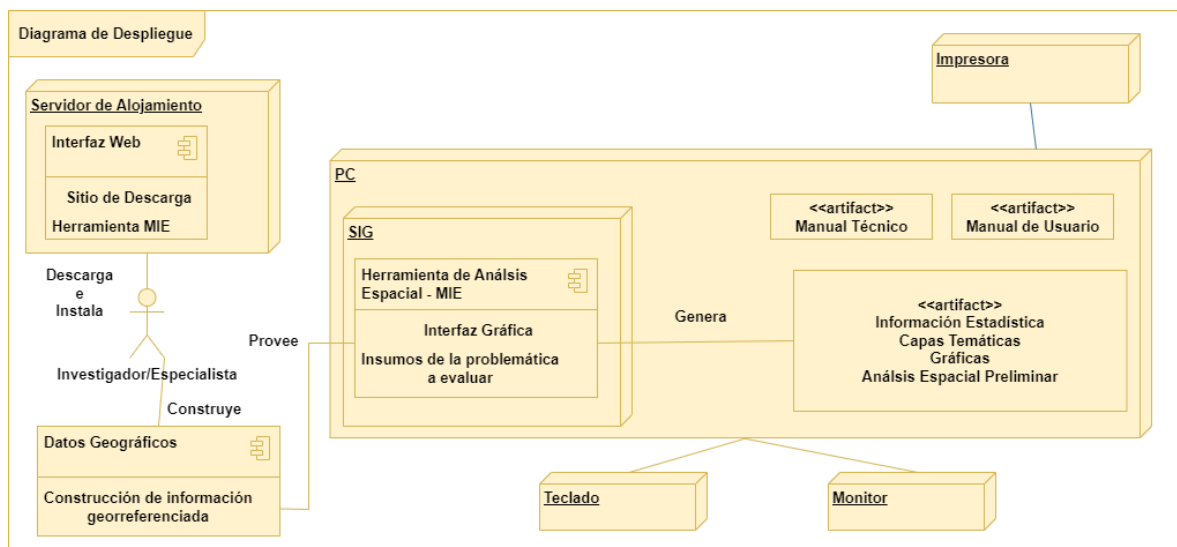 Diagrama de Despliegue
Impresora
Servidor de Alojamiento
Interfaz Web
Sitio de Descarga
Herramienta MIE
PC
<<artifact>>
Manual Técnico
<<artifact>>
Manual de Usuario
SIG
Herramienta de Análsis
Espacial - MIE
Interfaz Gráfica
Insumos de la problemática
a evaluar
Genera
<<artifact>>
Información Estadística
Capas Temáticas
Gráficas
Análsis Espacial Preliminar
Descarga
e
Instala
Provee
Investigador/Especialista
Construye
Datos Geográficos
Construcción de información
georreferenciada
Teclado
Monitor